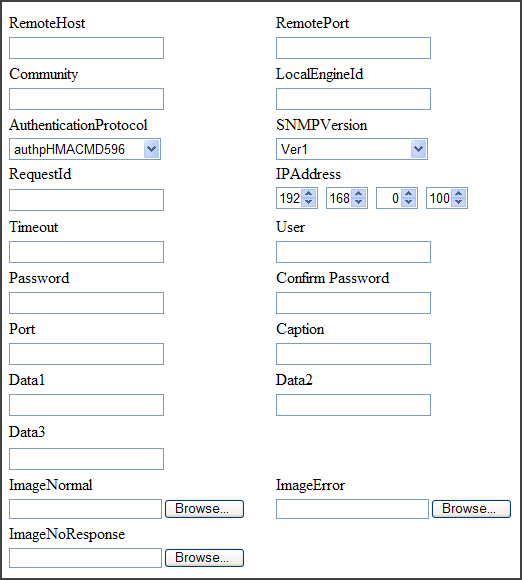 RemoteHost RemotePort
Community LocalEngineId
AuthenticationProtocol SNMPVersion
authpHMACMD596 Ver1
RequestId IPAddress
192 168 0 100
Timeout User
Password Confirm Password
Port Caption
Data1 Data2
Data3
ImageNormal ImageError
Browse... Browse...
ImageNoResponse
Browse...